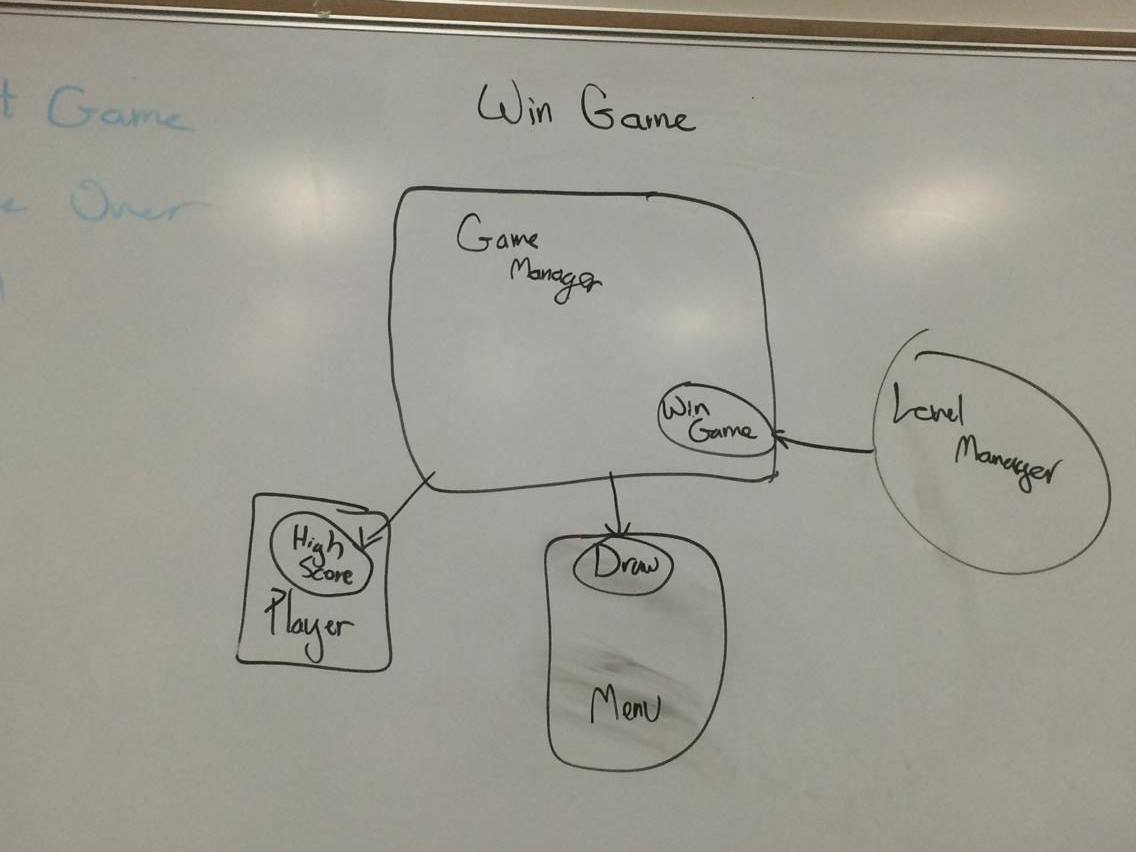 Win Game
t Game
e Over
Game
Manager
Win
Game
Level
Manager
High
Score
Player
Draw
Menu